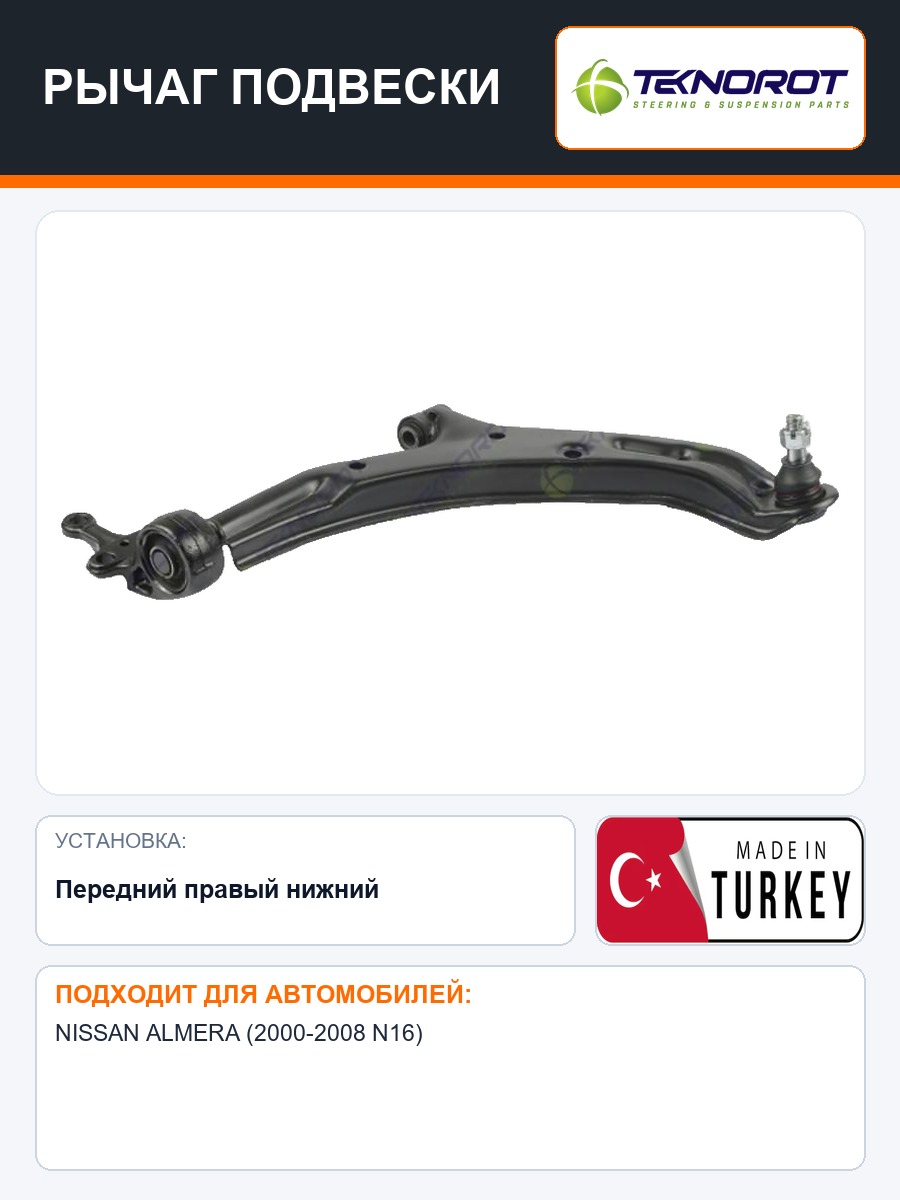 РЫЧАГ ПОДВЕСКИ
TEKNOROT
STEERING & SUSPENSION PARTS
УСТАНОВКА:
Передний правый нижний
MADE IN
TURKEY
ПОДХОДИТ ДЛЯ АВТОМОБИЛЕЙ:
NISSAN ALMERA (2000-2008 N16)